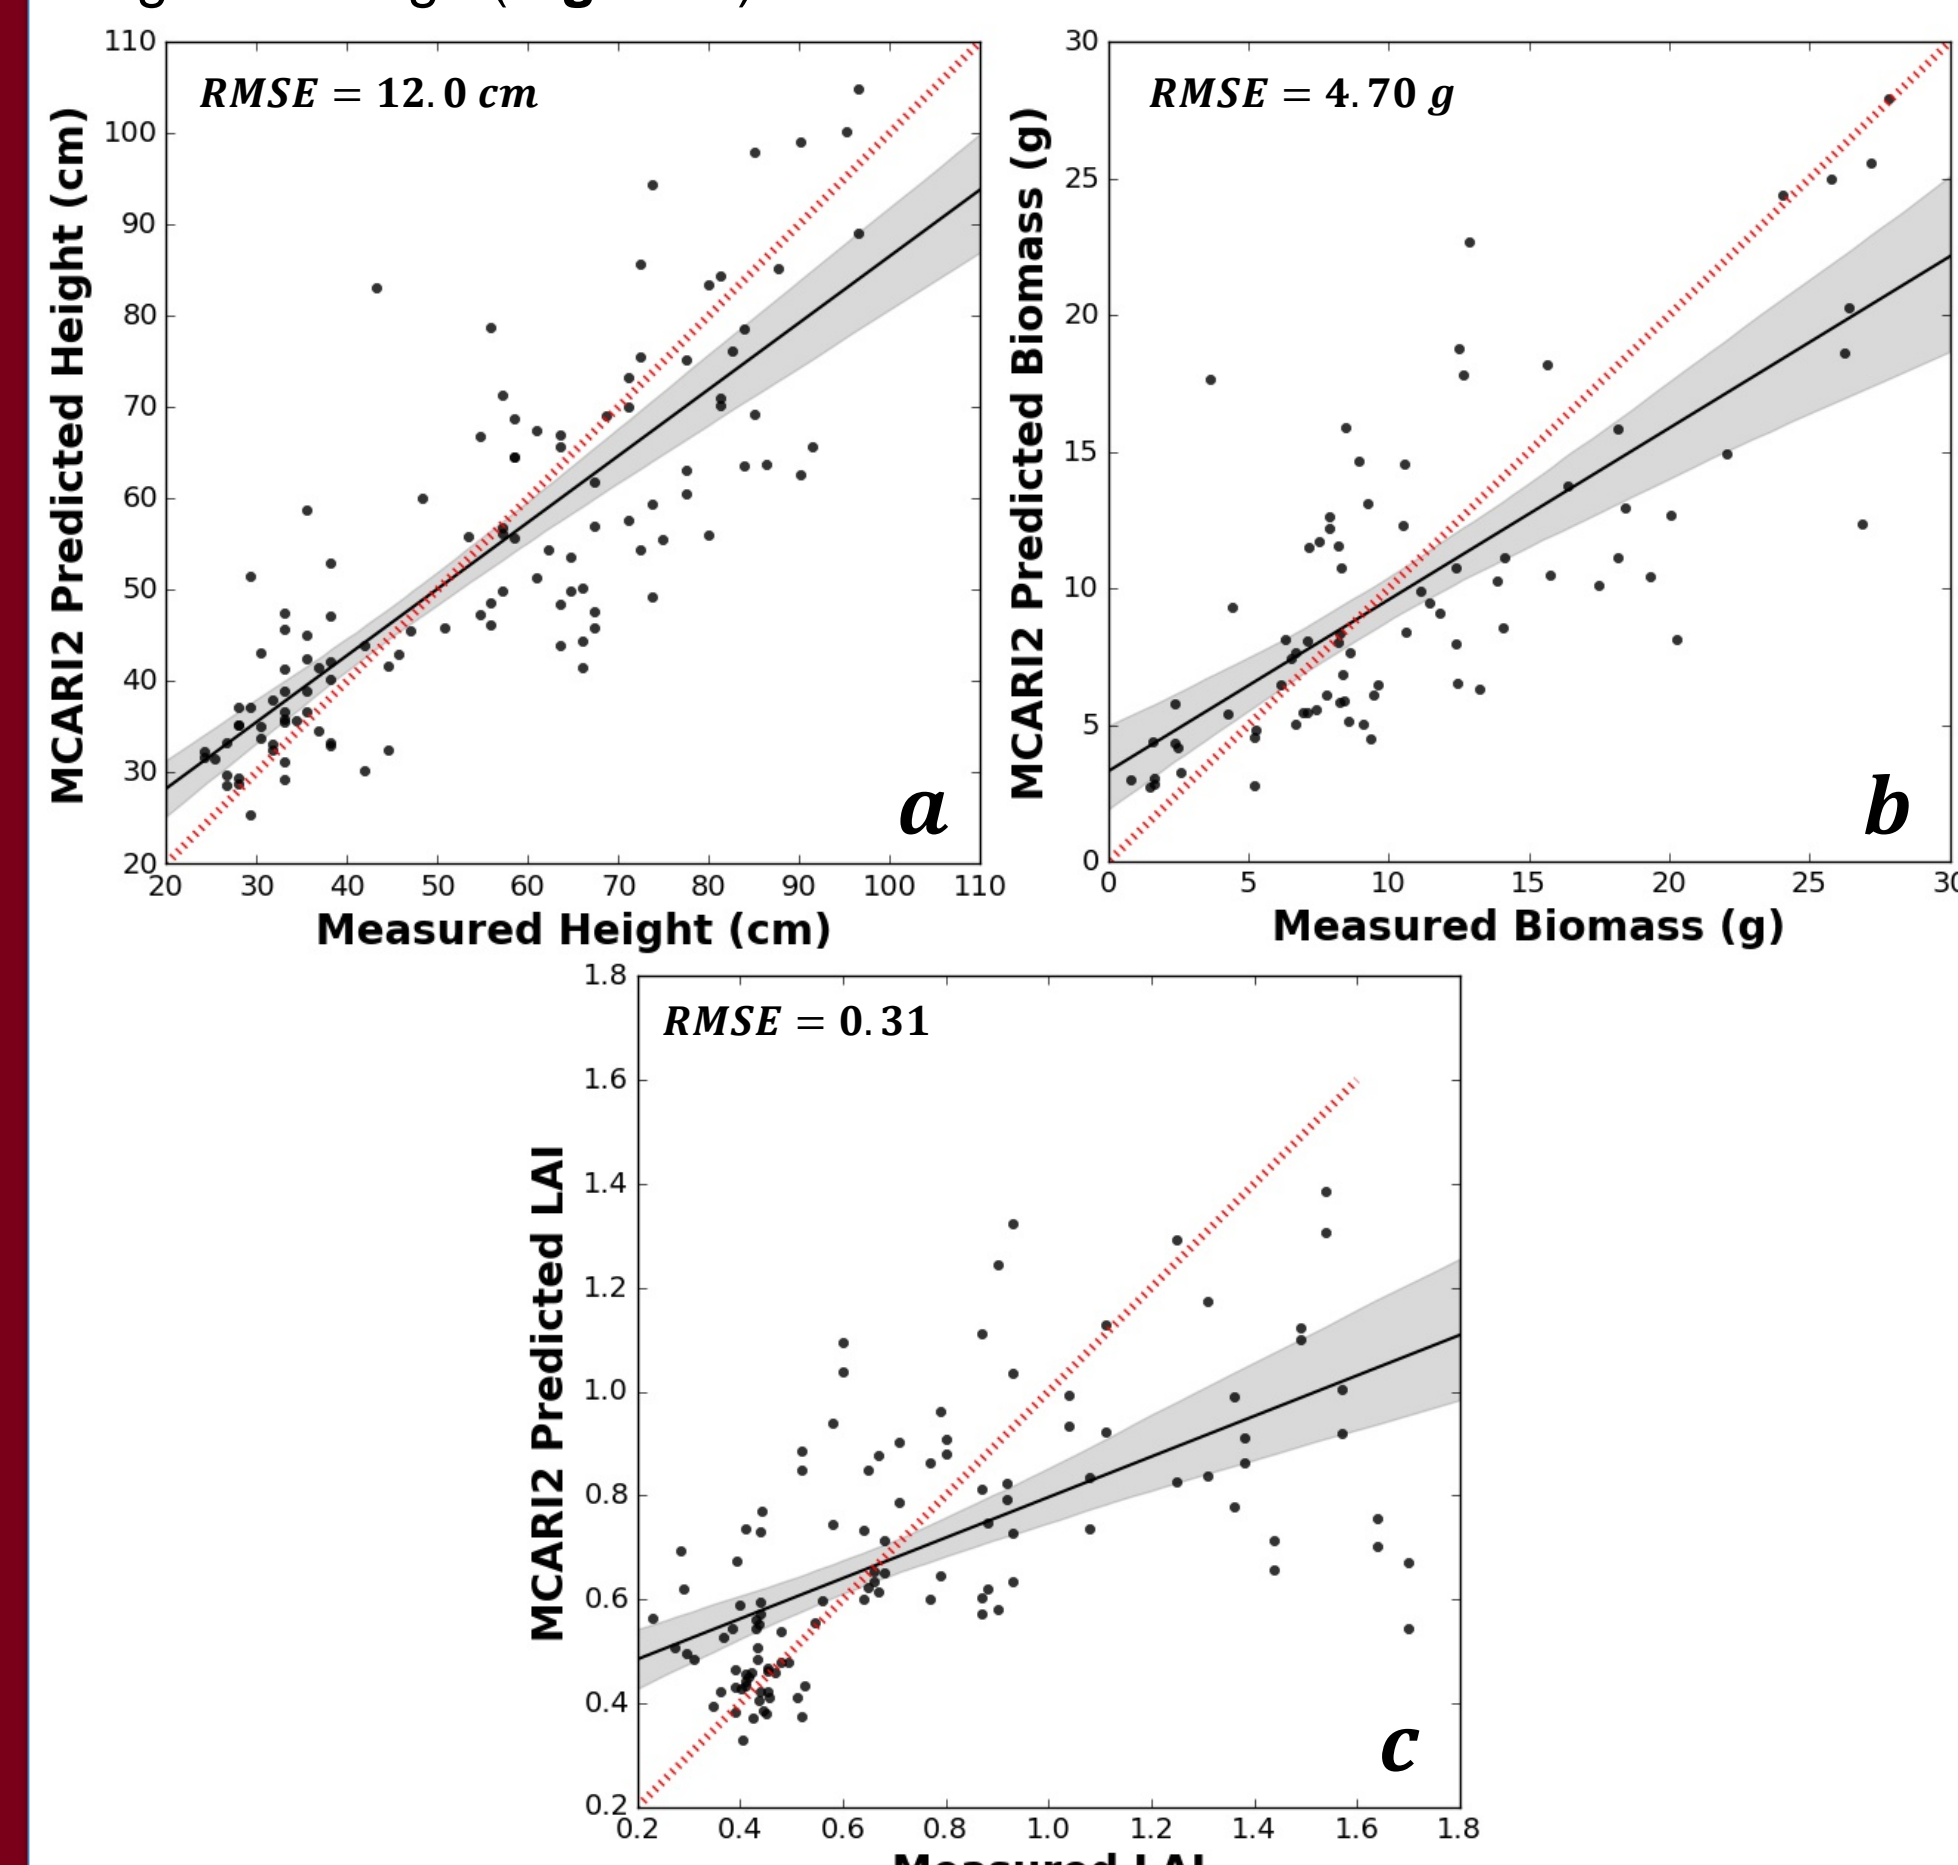 110
100
90
80
70
60
50
40
30
20
MCARI2 Predicted Height (cm)
RMSE = 12.0 cm
a
20 30 40 50 60 70 80 90 100 110
Measured Height (cm)
30
25
20
15
10
5
0
MCARI2 Predicted Biomass (g)
RMSE = 4.70 g
b
0 5 10 15 20 25 30
Measured Biomass (g)
1.8
1.6
1.4
1.2
1.0
0.8
0.6
0.4
0.2
MCARI2 Predicted LAI
RMSE = 0.31
c
0.2 0.4 0.6 0.8 1.0 1.2 1.4 1.6 1.8
Measured LAI